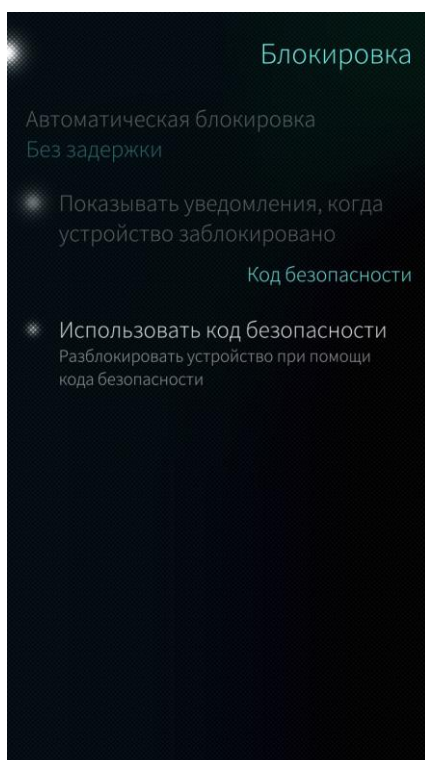 Блокировка
Автоматическая блокировка
Без задержки
Показывать уведомления, когда
устройство заблокировано
Код безопасности
Использовать код безопасности
Разблокировать устройство при помощи
кода безопасности